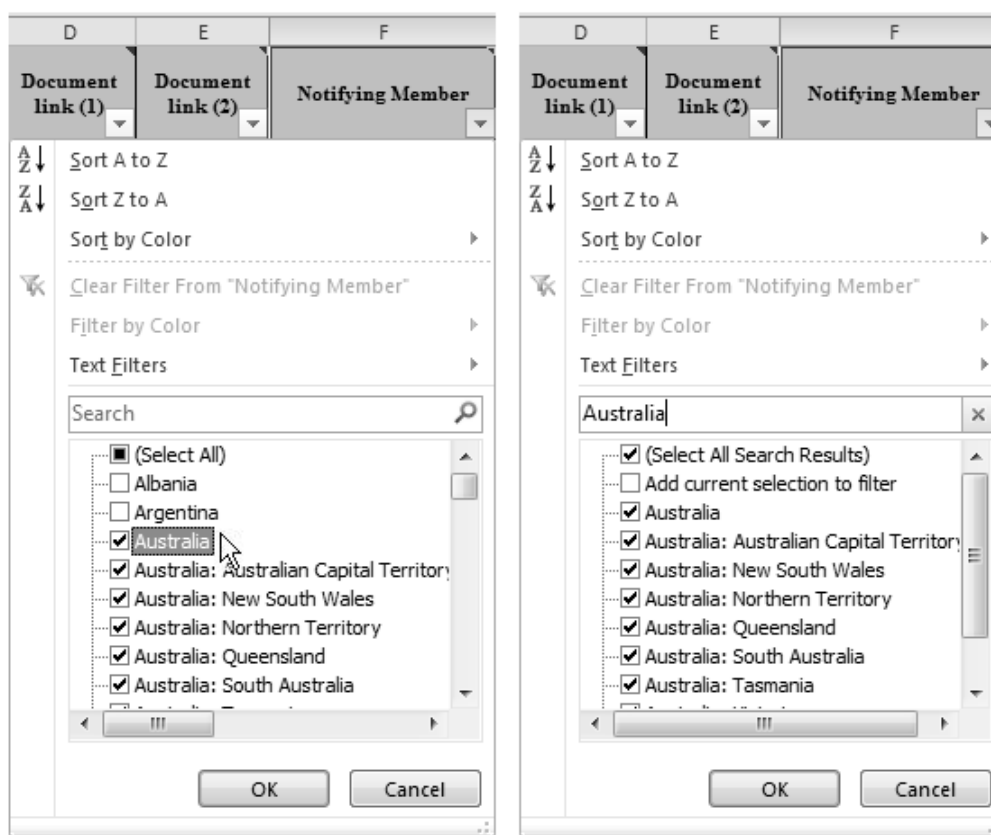 D E F
Document link (1)
Document link (2)
Notifying Member
Sort A to Z
Sort Z to A
Sort by Color
Clear Filter From "Notifying Member"
Filter by Color
Text Filters
Search
(Select All)
Albania
Argentina
Australia
Australia: Australian Capital Territory
Australia: New South Wales
Australia: Northern Territory
Australia: Queensland
Australia: South Australia
OK Cancel
D E F
Document link (1)
Document link (2)
Notifying Member
Sort A to Z
Sort Z to A
Sort by Color
Clear Filter From "Notifying Member"
Filter by Color
Text Filters
Australia
(Select All Search Results)
Add current selection to filter
Australia
Australia: Australian Capital Territory
Australia: New South Wales
Australia: Northern Territory
Australia: Queensland
Australia: South Australia
Australia: Tasmania
OK Cancel